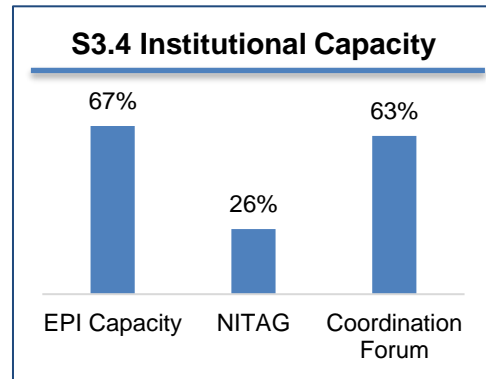 S3.4 Institutional Capacity
67%
26%
63%
EPI Capacity
NITAG
Coordination
Forum